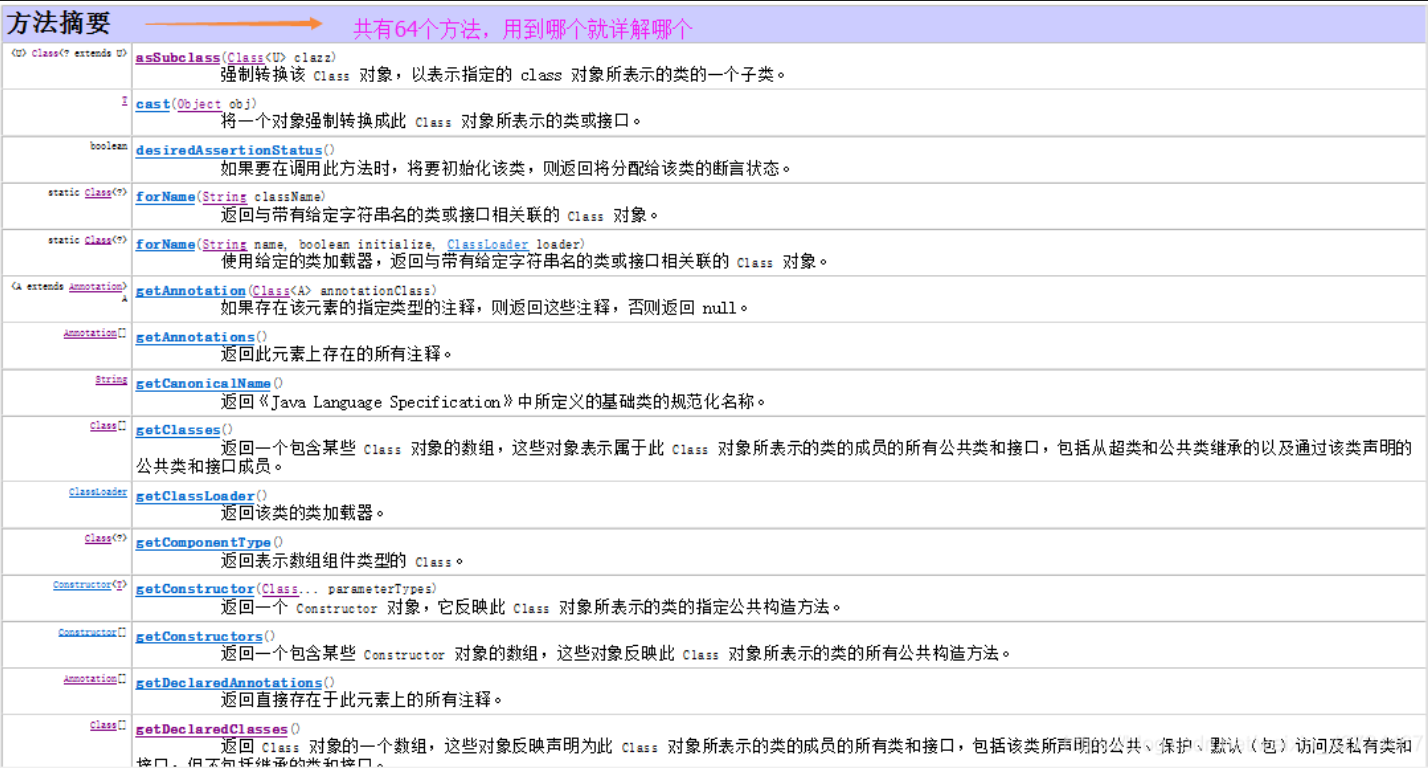 方法摘要
共有64个方法，用到哪个就详解哪个
<U> Class<? extends U>
asSubclass(Class<U> clazz)
强制转换该 Class 对象，以表示指定的 class 对象所表示的类的一个子类。
T
cast(Object obj)
将一个对象强制转换成此 Class 对象所表示的类或接口。
boolean
desiredAssertionStatus()
如果要在调用此方法时，将要初始化该类，则返回将分配给该类的断言状态。
static Class<?>
forName(String className)
返回与带有给定字符串名的类或接口相关联的 Class 对象。
static Class<?>
forName(String name, boolean initialize, ClassLoader loader)
使用给定的类加载器，返回与带有给定字符串名的类或接口相关联的 Class 对象。
<A extends Annotation>
A
getAnnotation(Class<A> annotationClass)
如果存在该元素的指定类型的注释，则返回这些注释，否则返回 null。
Annotation[]
getAnnotations()
返回此元素上存在的所有注释。
String
getCanonicalName()
返回《Java Language Specification》中所定义的基础类的规范化名称。
Class[]
getClasses()
返回一个包含某些 Class 对象的数组，这些对象表示属于此 Class 对象所表示的类的成员的所有公共类和接口，包括从超类和公共类继承的以及通过该类声明的
公共类和接口成员。
ClassLoader
getClassLoader()
返回该类的类加载器。
Class<?>
getComponentType()
返回表示数组组件类型的 Class。
Constructor<T>
getConstructor(Class... parameterTypes)
返回一个 Constructor 对象，它反映此 Class 对象所表示的类的指定公共构造方法。
Constructor[]
getConstructors()
返回一个包含某些 Constructor 对象的数组，这些对象反映此 Class 对象所表示的类的所有公共构造方法。
Annotation[]
getDeclaredAnnotations()
返回直接存在于此元素上的所有注释。
Class[]
getDeclaredClasses()
返回 Class 对象的一个数组，这些对象反映声明为此 Class 对象所表示的类的成员的所有类和接口，包括该类所声明的公共、保护、默认（包）访问及私有类和
接口，但不包括继承的类和接口。